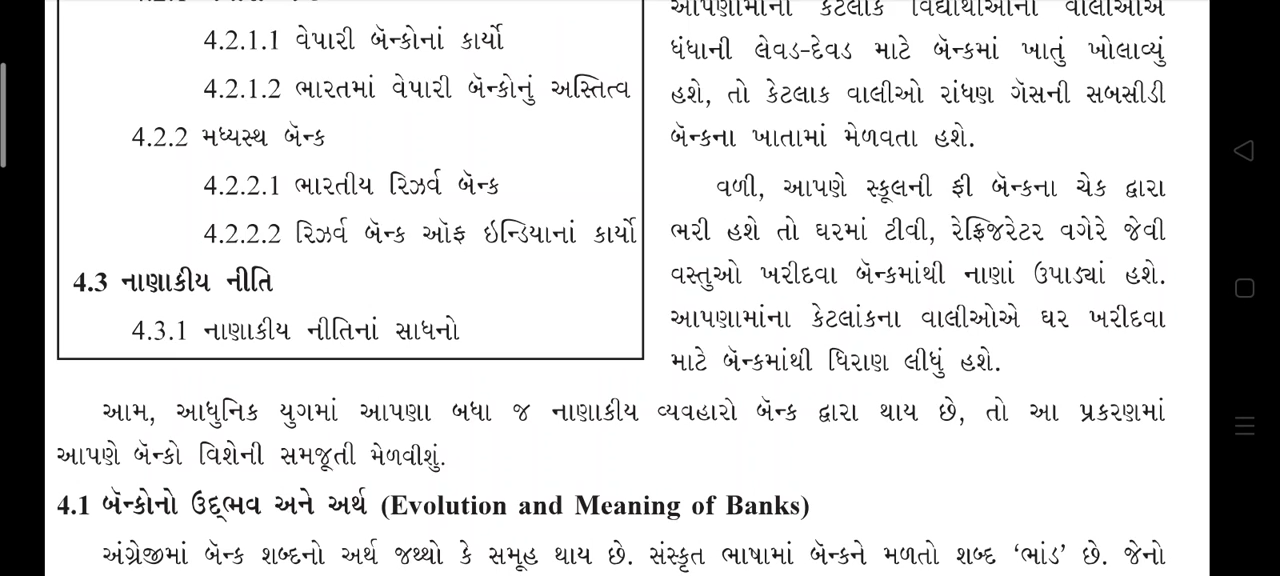 4.2.1.1 વેપારી બૅન્કોનાં કાર્યો
4.2.1.2 ભારતમાં વેપારી બૅન્કોનું અસ્તિત્વ
4.2.2 મધ્યસ્થ બૅન્ક
4.2.2.1 ભારતીય રિઝર્વ બૅન્ક
4.2.2.2 રિઝર્વ બૅન્ક ઑફ ઇન્ડિયાનાં કાર્યો
4.3 નાણાકીય નીતિ
4.3.1 નાણાકીય નીતિનાં સાધનો
આપણામાંના કેટલાક વિદ્યાર્થીઓના વાલીઓએ
ધંધાની લેવડ-દેવડ માટે બૅન્કમાં ખાતું ખોલાવ્યું
હશે, તો કેટલાક વાલીઓ રાંધણ ગૅસની સબસીડી
બૅન્કના ખાતામાં મેળવતા હશે.
વળી, આપણે સ્કૂલની ફી બૅન્કના ચેક દ્વારા
ભરી હશે તો ઘરમાં ટીવી, રેફ્રિજરેટર વગેરે જેવી
વસ્તુઓ ખરીદવા બૅન્કમાંથી નાણાં ઉપાડ્યાં હશે.
આપણામાંના કેટલાંકના વાલીઓએ ઘર ખરીદવા
માટે બૅન્કમાંથી ધિરાણ લીધું હશે.
આમ, આધુનિક યુગમાં આપણા બધા જ નાણાકીય વ્યવહારો બૅન્ક દ્વારા થાય છે, તો આ પ્રકરણમાં
આપણે બૅન્કો વિશેની સમજૂતી મેળવીશું.
4.1 બૅન્કોનો ઉદ્ભવ અને અર્થ (Evolution and Meaning of Banks)
અંગ્રેજીમાં બૅન્ક શબ્દનો અર્થ જથ્થો કે સમૂહ થાય છે. સંસ્કૃત ભાષામાં બૅન્કને મળતો શબ્દ ‘ભાંડ’ છે. જેનો